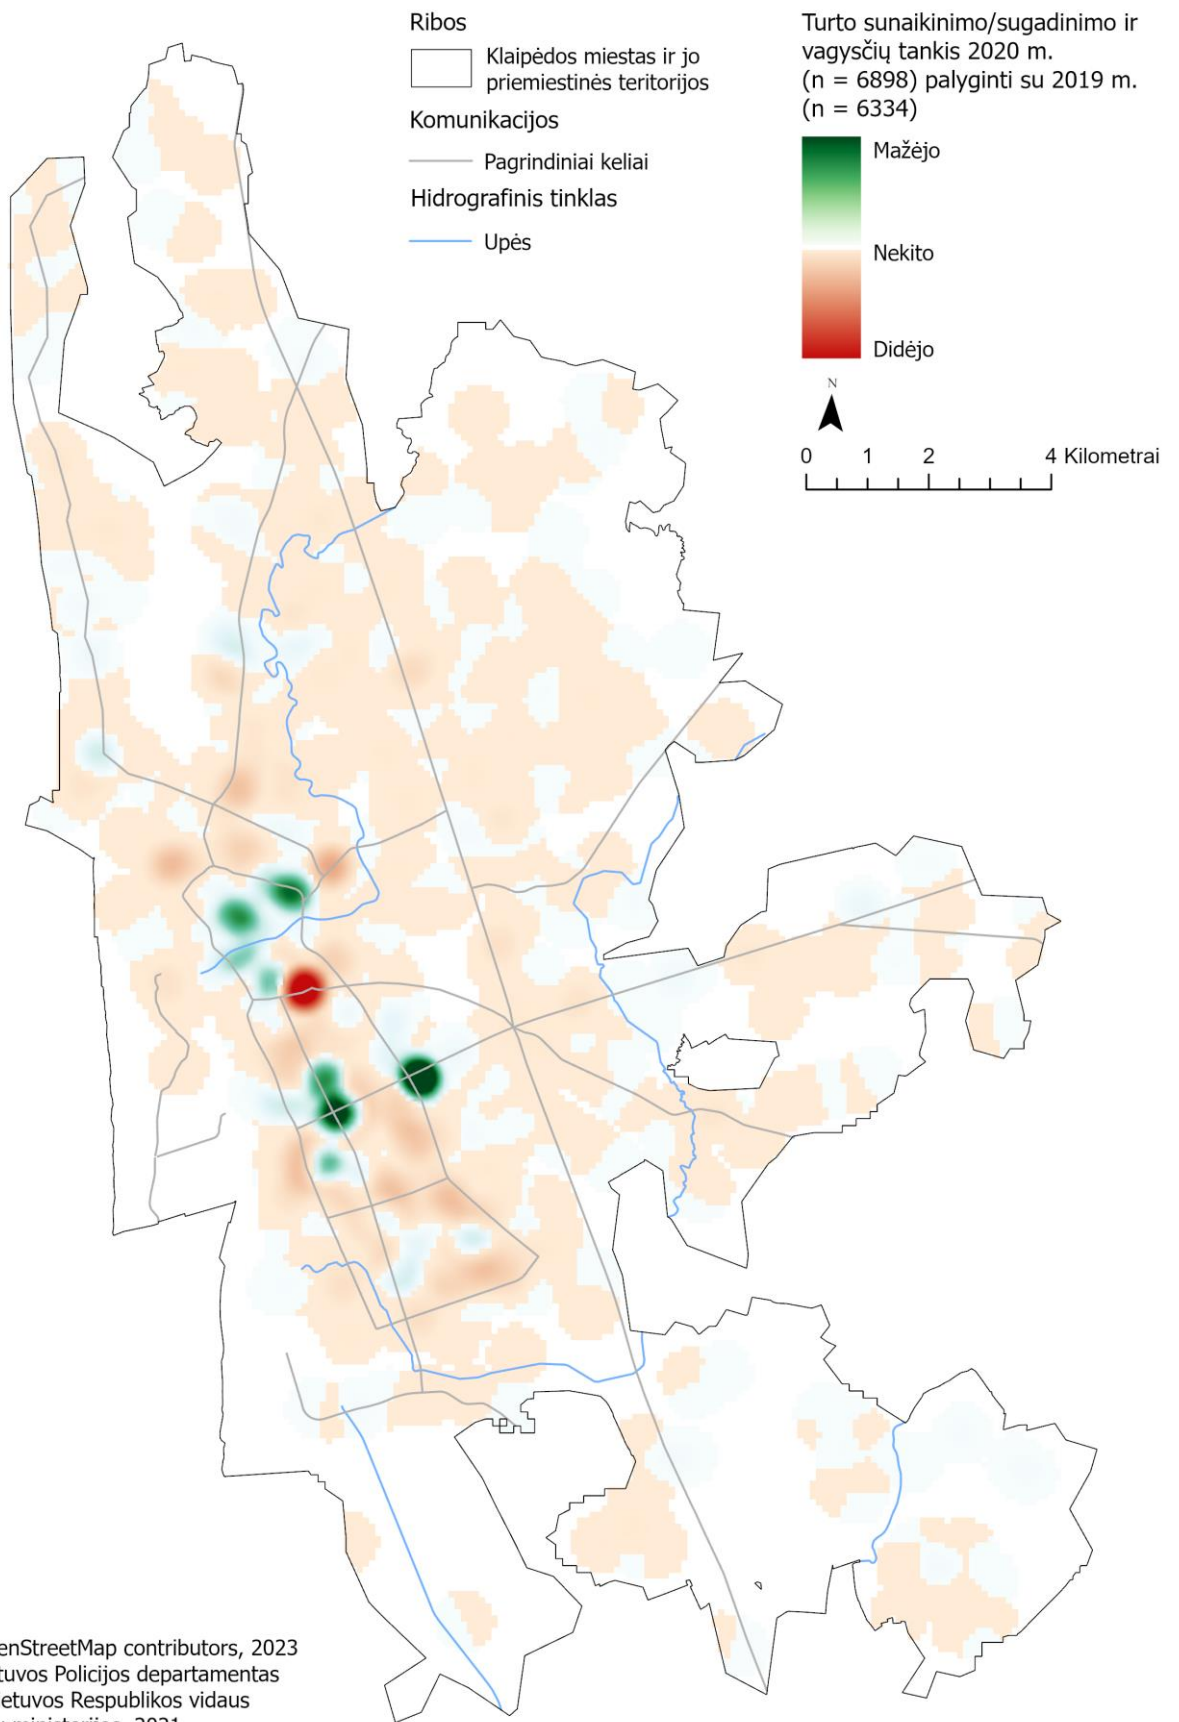 Ribos
Klaipėdos miestas ir jo
priemiestinės teritorijos
Komunikacijos
Pagrindiniai keliai
Hidrografinis tinklas
Upės
Turto sunaikinimo/sugadinimo ir
vagysčių tankis 2020 m.
(n = 6898) palyginti su 2019 m.
(n = 6334)
Mažėjo
Nekito
Didėjo
N
0 1 2 4 Kilometrai
enStreetMap contributors, 2023
tuvos Policijos departamentas
ietuvos Respublikos vidaus